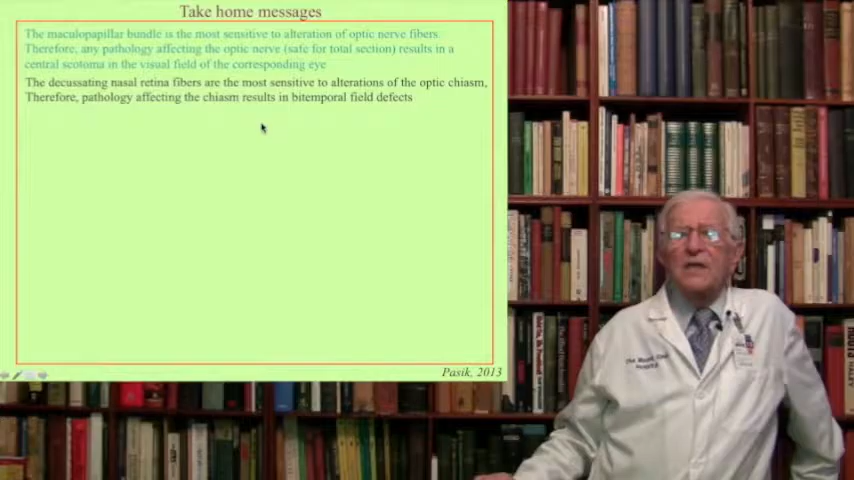 Take home messages
The maculopapillar bundle is the most sensitive to alteration of optic nerve fibers.
Therefore, any pathology affecting the optic nerve (safe for total section) results in a
central scotoma in the visual field of the corresponding eye
The decussating nasal retina fibers are the most sensitive to alterations of the optic chiasm,
Therefore, pathology affecting the chiasm results in bitemporal field defects
Pasik, 2013